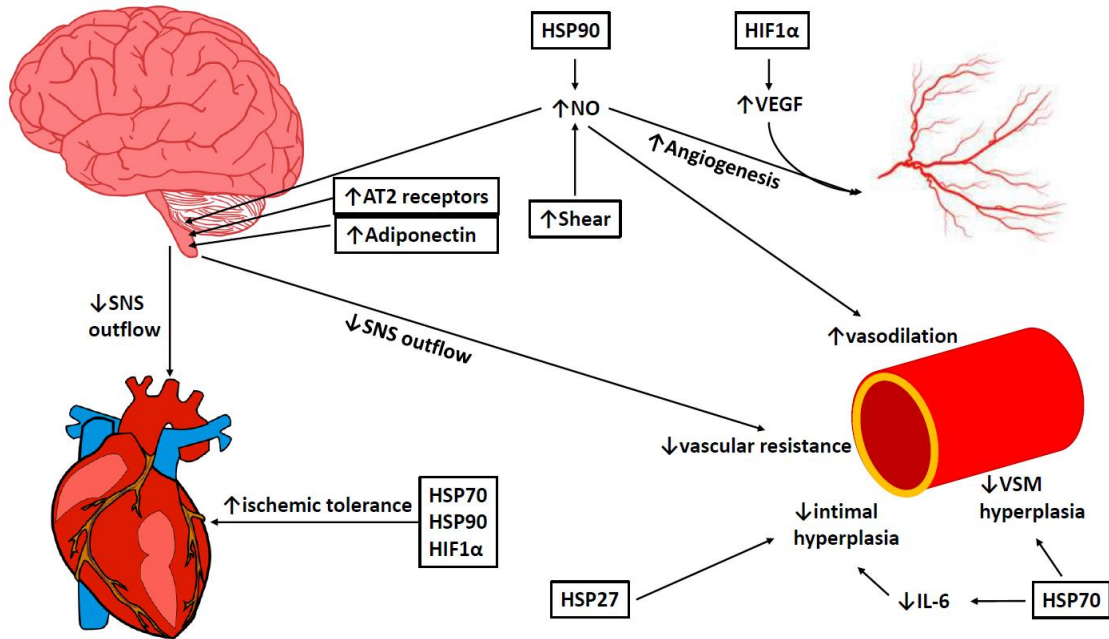 HSP90
HIF1α
↑NO
↑VEGF
↑Angiogenesis
↑AT2 receptors
↑Adiponectin
↑Shear
↓SNS
outflow
↓SNS outflow
↑vasodilation
↓vascular resistance
↑ischemic tolerance
HSP70
HSP90
HIF1α
↓intimal
hyperplasia
↓VSM
hyperplasia
HSP27
↓IL-6
HSP70